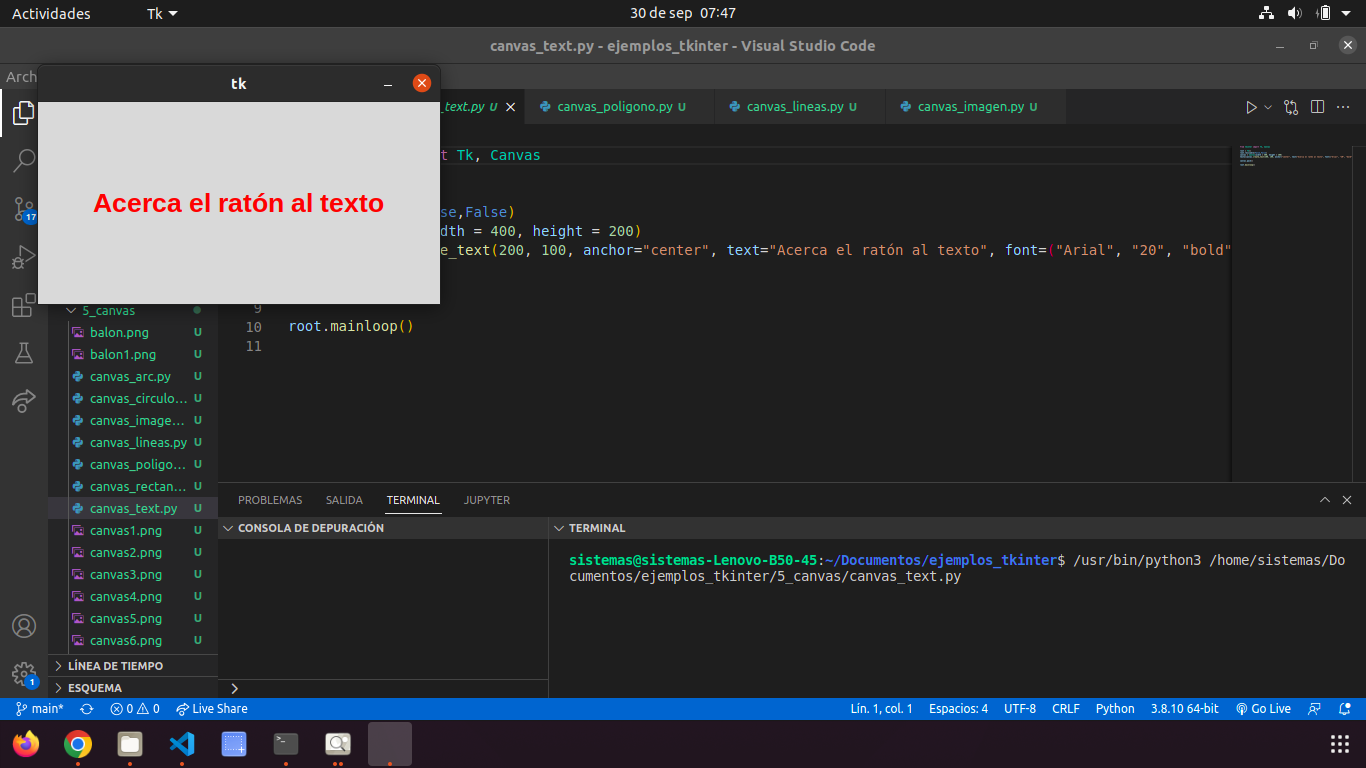 Actividades
Tk
30 de sep 07:47
canvas_text.py - ejemplos_tkinter - Visual Studio Code
Arch
tk
_text.py U
canvas_poligono.py U
canvas_lineas.py U
canvas_imagen.py U
t Tk, Canvas
se,False)
dth = 400, height = 200)
e_text(200, 100, anchor="center", text="Acerca el ratón al texto", font=("Arial", "20", "bold"
Acerca el ratón al texto
9
10 root.mainloop()
11
17
5_canvas
balon.png U
balon1.png U
canvas_arc.py U
canvas_circulo... U
canvas_image... U
canvas_lineas.py U
canvas_poligo... U
canvas_rectan... U
canvas_text.py U
canvas1.png U
canvas2.png U
canvas3.png U
canvas4.png U
canvas5.png U
canvas6.png U
LÍNEA DE TIEMPO
ESQUEMA
1
PROBLEMAS SALIDA TERMINAL JUPYTER
CONSOLA DE DEPURACIÓN
TERMINAL
sistemas@sistemas-Lenovo-B50-45:~/Documentos/ejemplos_tkinter$ /usr/bin/python3 /home/sistemas/Do
cumentos/ejemplos_tkinter/5_canvas/canvas_text.py
main* 0 0 Live Share Lín. 1, col. 1 Espacios: 4 UTF-8 CRLF Python 3.8.10 64-bit Go Live